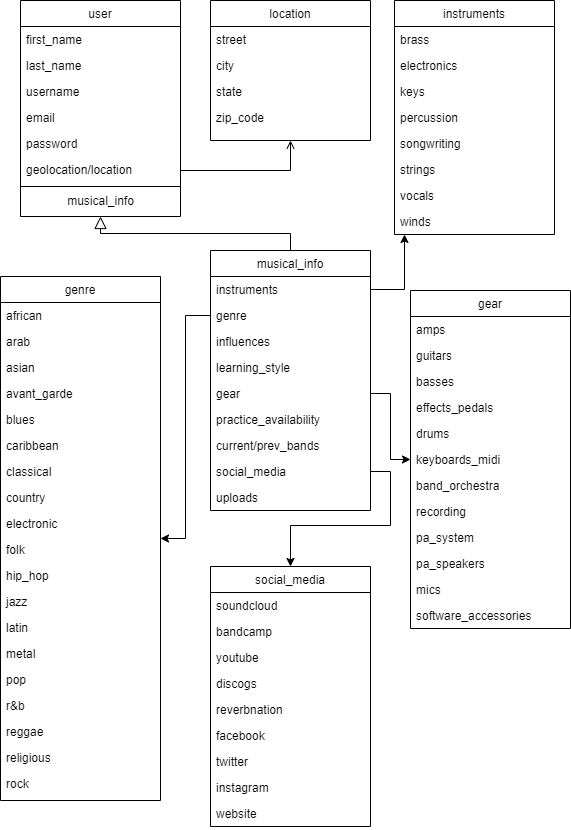 user
first_name
last_name
username
email
password
geolocation/location
musical_info
location
street
city
state
zip_code
instruments
brass
electronics
keys
percussion
songwriting
strings
vocals
winds
musical_info
instruments
genre
influences
learning_style
gear
practice_availability
current/prev_bands
social_media
uploads
genre
african
arab
asian
avant_garde
blues
caribbean
classical
country
electronic
folk
hip_hop
jazz
latin
metal
pop
r&b
reggae
religious
rock
gear
amps
guitars
basses
effects_pedals
drums
keyboards_midi
band_orchestra
recording
pa_system
pa_speakers
mics
software_accessories
social_media
soundcloud
bandcamp
youtube
discogs
reverbnation
facebook
twitter
instagram
website